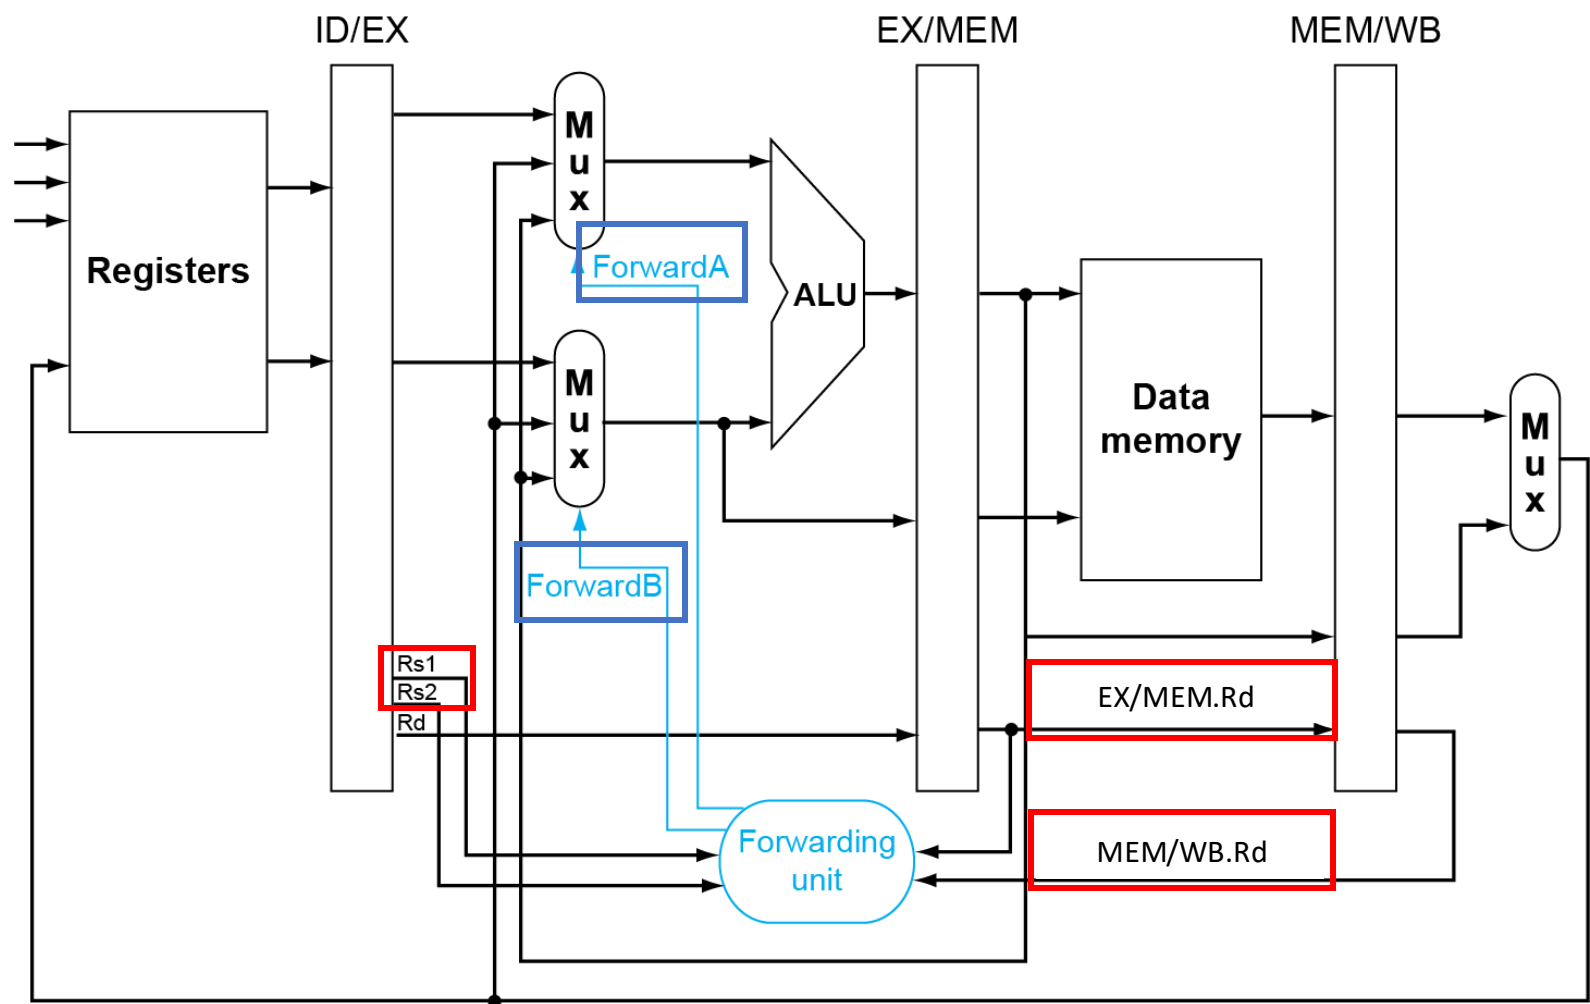 ID/EX
EX/MEM
MEM/WB
Registers
M
u
x
ForwardA
ALU
M
u
x
ForwardB
Data
memory
M
u
x
Rs1
Rs2
Rd
EX/MEM.Rd
Forwarding
unit
MEM/WB.Rd